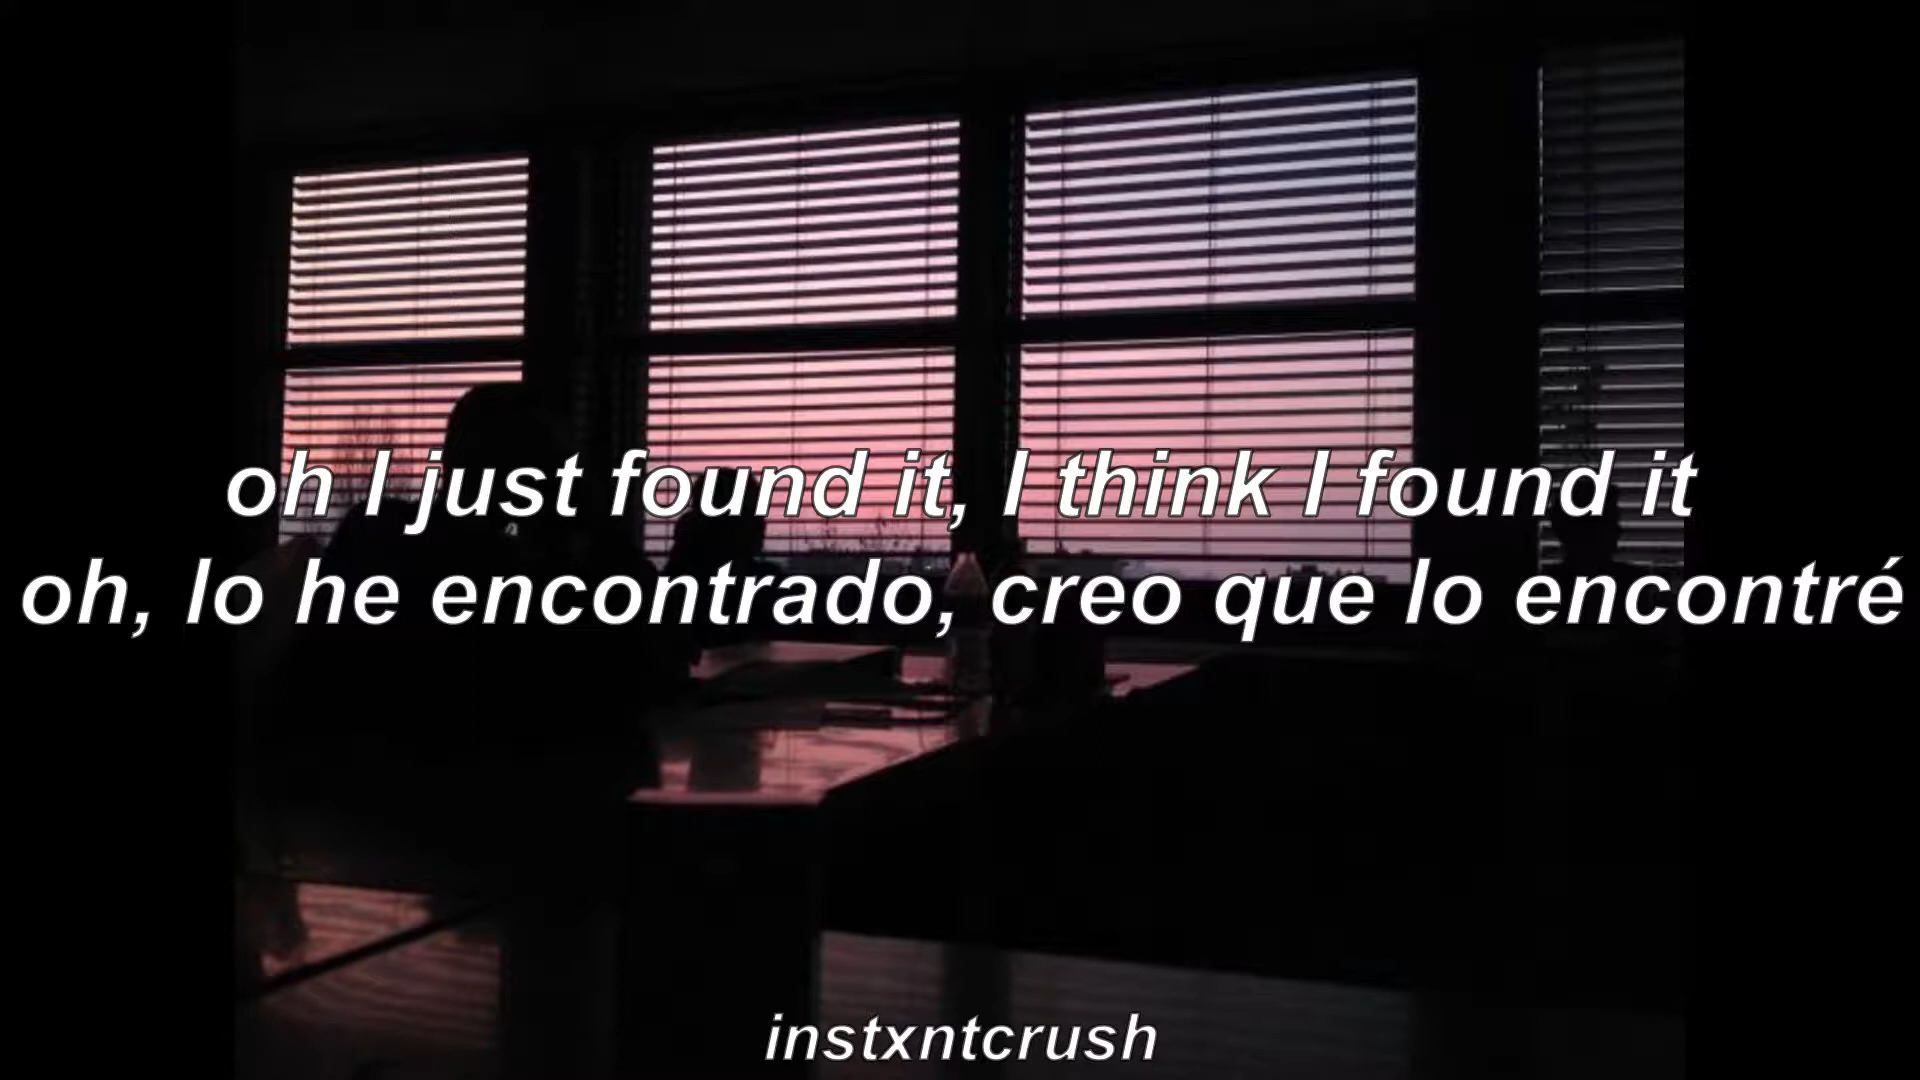 oh I just found it, I think I found it
oh, lo he encontrado, creo que lo encontré
instxntcrush